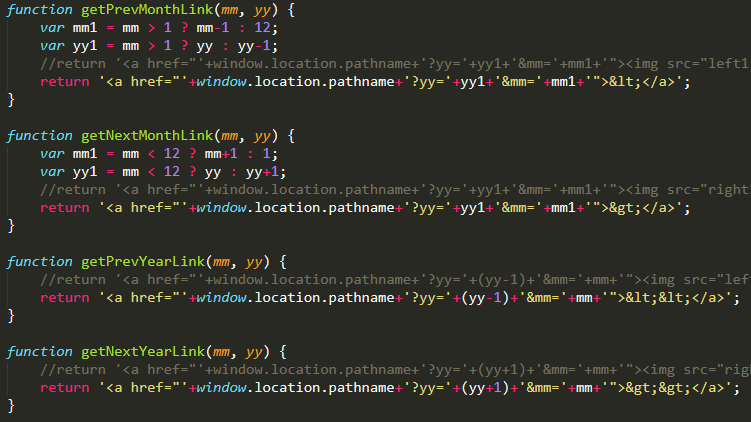 function getPrevMonthLink(mm, yy) {
    var mm1 = mm > 1 ? mm-1 : 12;
    var yy1 = mm > 1 ? yy : yy-1;
    //return '<a href="'+window.location.pathname+'?yy='+yy1+'&mm='+mm1+'"><img src="left1
    return '<a href="'+window.location.pathname+'?yy='+yy1+'&mm='+mm1+'">&lt;</a>';
}
function getNextMonthLink(mm, yy) {
    var mm1 = mm < 12 ? mm+1 : 1;
    var yy1 = mm < 12 ? yy : yy+1;
    //return '<a href="'+window.location.pathname+'?yy='+yy1+'&mm='+mm1+'"><img src="right
    return '<a href="'+window.location.pathname+'?yy='+yy1+'&mm='+mm1+'">&gt;</a>';
}
function getPrevYearLink(mm, yy) {
    //return '<a href="'+window.location.pathname+'?yy='+(yy-1)+'&mm='+mm+'"><img src="lef
    return '<a href="'+window.location.pathname+'?yy='+(yy-1)+'&mm='+mm+'">&lt;&lt;</a>';
}
function getNextYearLink(mm, yy) {
    //return '<a href="'+window.location.pathname+'?yy='+(yy+1)+'&mm='+mm+'"><img src="rig
    return '<a href="'+window.location.pathname+'?yy='+(yy+1)+'&mm='+mm+'">&gt;&gt;</a>';
}